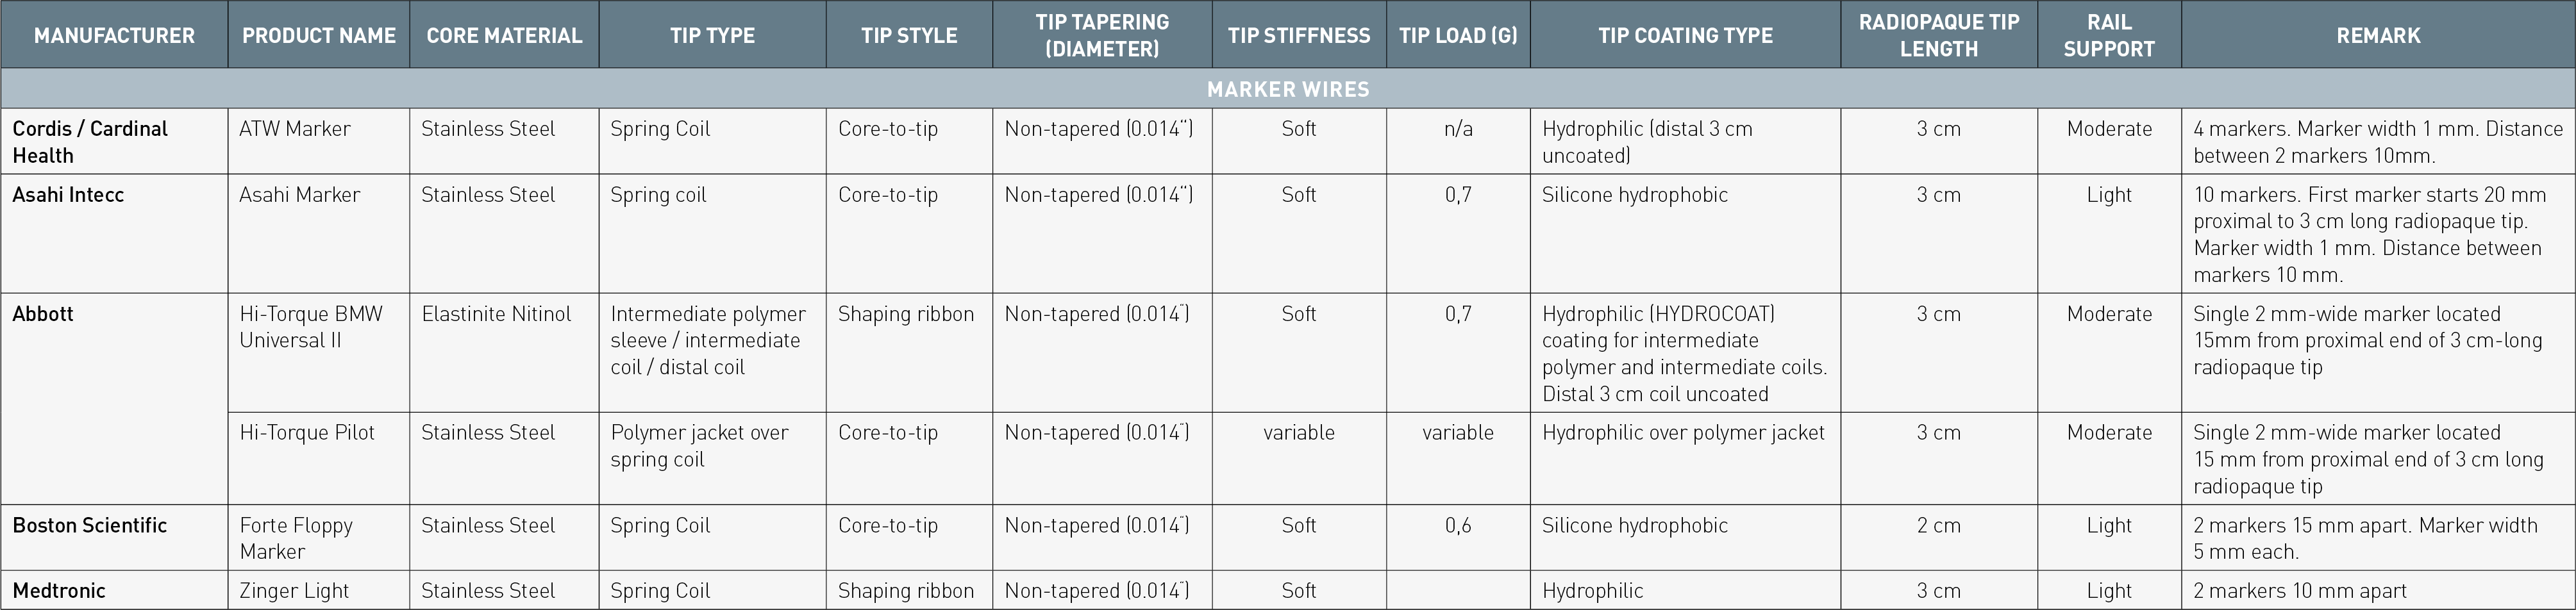 MANUFACTURER
PRODUCT NAME
CORE MATERIAL
TIP TYPE
TIP STYLE
TIP TAPERING
(DIAMETER)
TIP STIFFNESS
TIP LOAD (G)
TIP COATING TYPE
RADIOPAQUE TIP
LENGTH
RAIL
SUPPORT
REMARK
MARKER WIRES
Cordis / Cardinal
Health
ATW Marker
Stainless Steel
Spring Coil
Core-to-tip
Non-tapered (0.014")
Soft
n/a
Hydrophilic (distal 3 cm
uncoated)
3 cm
Moderate
4 markers. Marker width 1 mm. Distance
between 2 markers 10mm.
Asahi Intecc
Asahi Marker
Stainless Steel
Spring coil
Core-to-tip
Non-tapered (0.014")
Soft
0,7
Silicone hydrophobic
3 cm
Light
10 markers. First marker starts 20 mm
proximal to 3 cm long radiopaque tip.
Marker width 1 mm. Distance between
markers 10 mm.
Abbott
Hi-Torque BMW
Universal II
Elastinite Nitinol
Intermediate polymer
sleeve / intermediate
coil / distal coil
Shaping ribbon
Non-tapered (0.014")
Soft
0,7
Hydrophilic (HYDROCOAT)
coating for intermediate
polymer and intermediate coils.
Distal 3 cm coil uncoated
3 cm
Moderate
Single 2 mm-wide marker located
15mm from proximal end of 3 cm-long
radiopaque tip
Hi-Torque Pilot
Stainless Steel
Polymer jacket over
spring coil
Core-to-tip
Non-tapered (0.014")
variable
variable
Hydrophilic over polymer jacket
3 cm
Moderate
Single 2 mm-wide marker located
15 mm from proximal end of 3 cm long
radiopaque tip
Boston Scientific
Forte Floppy
Marker
Stainless Steel
Spring Coil
Core-to-tip
Non-tapered (0.014")
Soft
0,6
Silicone hydrophobic
2 cm
Light
2 markers 15 mm apart. Marker width
5 mm each.
Medtronic
Zinger Light
Stainless Steel
Spring Coil
Shaping ribbon
Non-tapered (0.014")
Soft
Hydrophilic
3 cm
Light
2 markers 10 mm apart